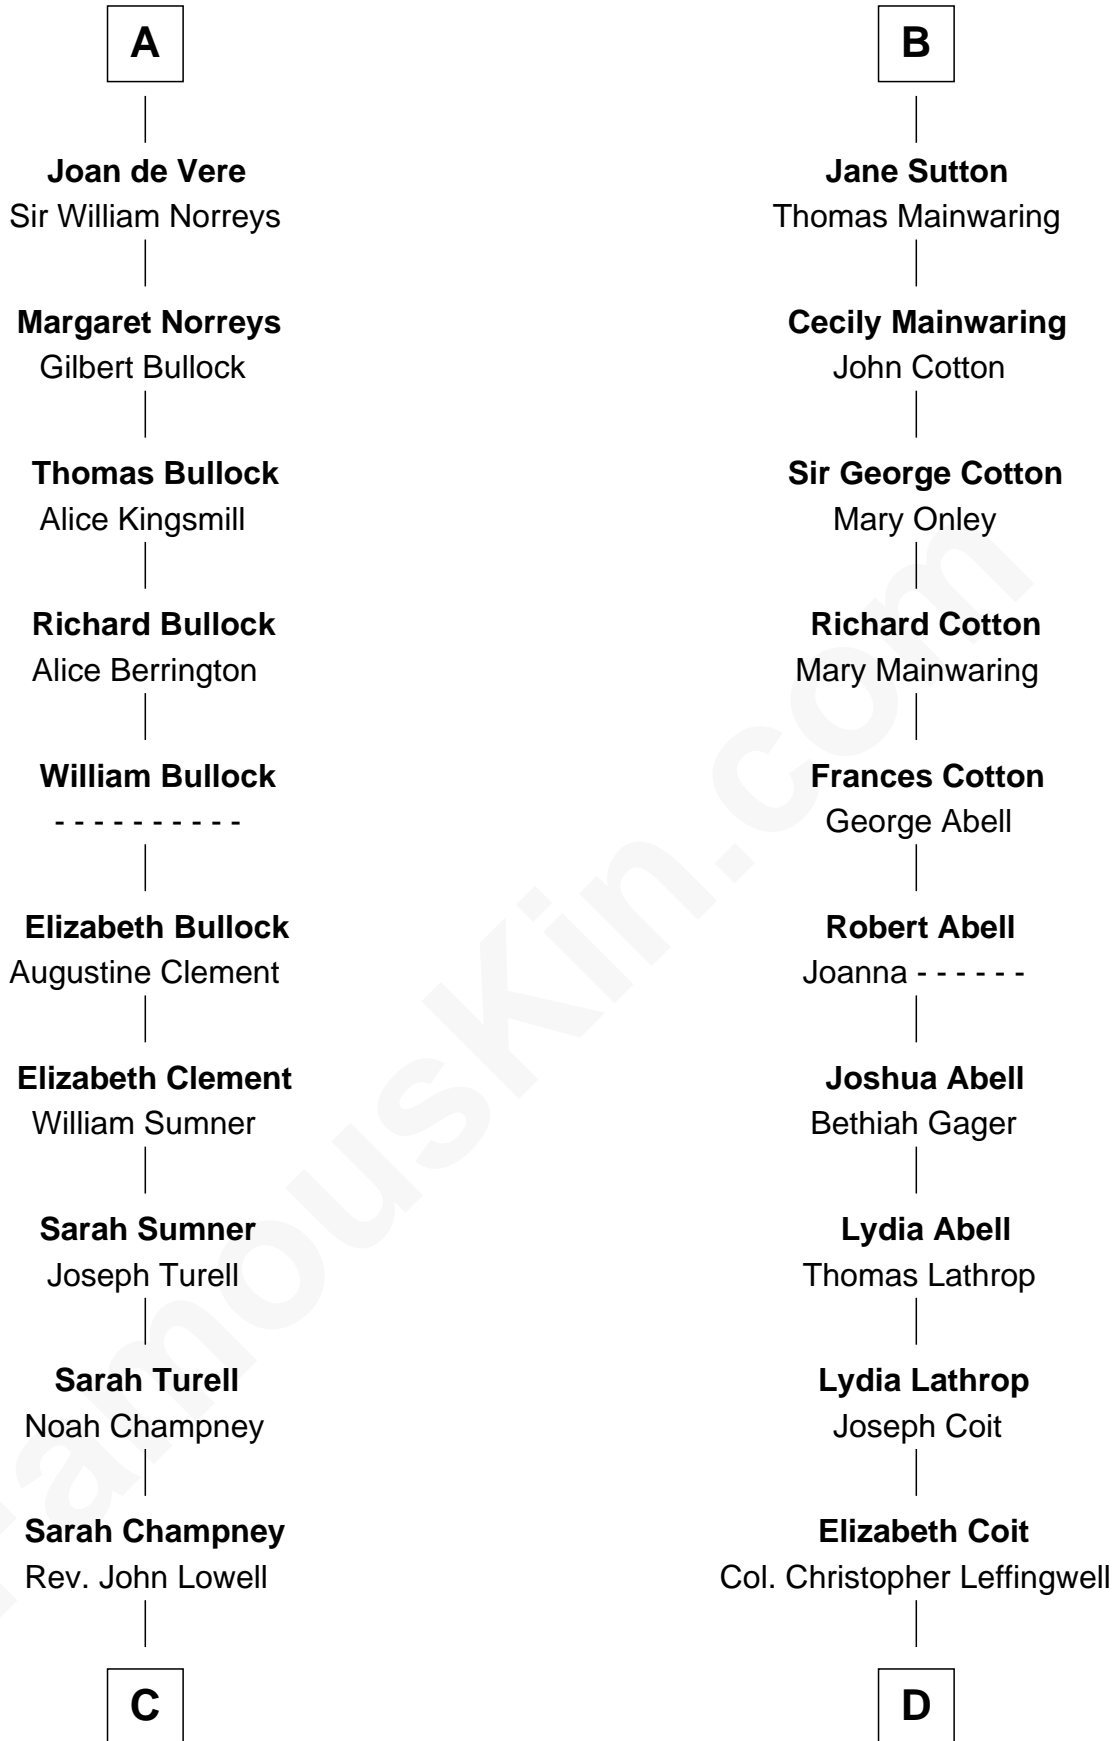 A
Joan de Vere
Sir William Norreys
Margaret Norreys
Gilbert Bullock
Thomas Bullock
Alice Kingsmill
Richard Bullock
Alice Berrington
William Bullock
- - - - - - - - - -
Elizabeth Bullock
Augustine Clement
Elizabeth Clement
William Sumner
Sarah Sumner
Joseph Turell
Sarah Turell
Noah Champney
Sarah Champney
Rev. John Lowell
C
B
Jane Sutton
Thomas Mainwaring
Cecily Mainwaring
John Cotton
Sir George Cotton
Mary Onley
Richard Cotton
Mary Mainwaring
Frances Cotton
George Abell
Robert Abell
Joanna - - - - - -
Joshua Abell
Bethiah Gager
Lydia Abell
Thomas Lathrop
Lydia Lathrop
Joseph Coit
Elizabeth Coit
Col. Christopher Leffingwell
D
FamousKin.com